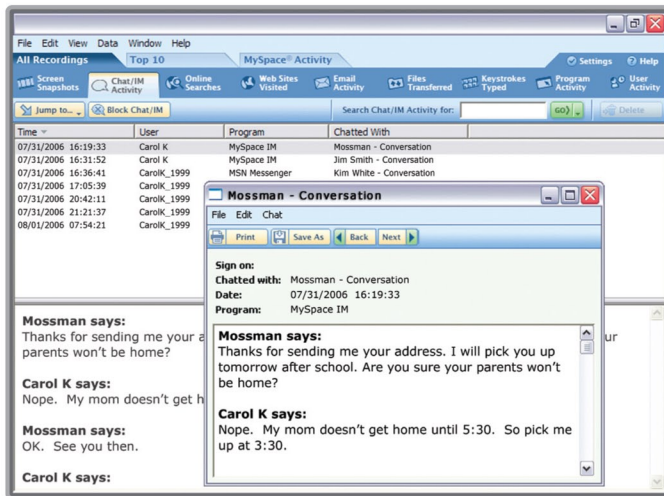 File Edit View Data Window Help
All Recordings Top 10 MySpace® Activity Settings Help
Screen Snapshots Chat/IM Activity Online Searches Web Sites Visited Email Activity Files Transferred Keystrokes Typed Program Activity User Activity
Jump to... Block Chat/IM Search Chat/IM Activity for: GO Delete
Time User Program Chatted With
07/31/2006 16:19:33 Carol K MySpace IM Mossman - Conversation
07/31/2006 16:31:52 Carol K MySpace IM Jim Smith - Conversation
07/31/2006 16:36:41 CarolK_1999 MSN Messenger Kim White - Conversation
07/31/2006 17:05:39 CarolK_1999
07/31/2006 20:42:11 CarolK_1999
07/31/2006 21:21:37 CarolK_1999
08/01/2006 07:54:21 CarolK_1999
Mossman - Conversation
File Edit Chat
Print Save As Back Next
Sign on:
Chatted with: Mossman - Conversation
Date: 07/31/2006 16:19:33
Program: MySpace IM
Mossman says:
Thanks for sending me your address. I will pick you up
tomorrow after school. Are you sure your parents won't
be home?
Carol K says:
Nope. My mom doesn't get home until 5:30. So pick me
up at 3:30.
Mossman says:
Thanks for sending me your a
parents won't be home?
Carol K says:
Nope. My mom doesn't get h
Mossman says:
OK. See you then.
Carol K says: